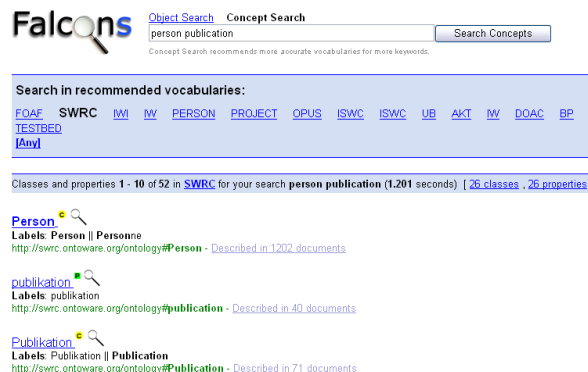 Falcons
Object Search Concept Search
person publication Search Concepts
Concept Search recommends more accurate vocabularies for more keywords.
Search in recommended vocabularies:
FOAF SWRC IWI IW PERSON PROJECT OPUS ISWC ISWC UB AKT IW DOAC BP
TESTBED
[Any]
Classes and properties 1 - 10 of 52 in SWRC for your search person publication (1.201 seconds) [ 26 classes , 26 properties
Person C
Labels: Person || Personne
http://swrc.ontoware.org/ontology#Person - Described in 1202 documents
publikation P
Labels: publikation
http://swrc.ontoware.org/ontology#publication - Described in 40 documents
Publikation C
Labels: Publikation || Publication
http://swrc.ontoware.org/ontology#Publication - Described in 71 documents